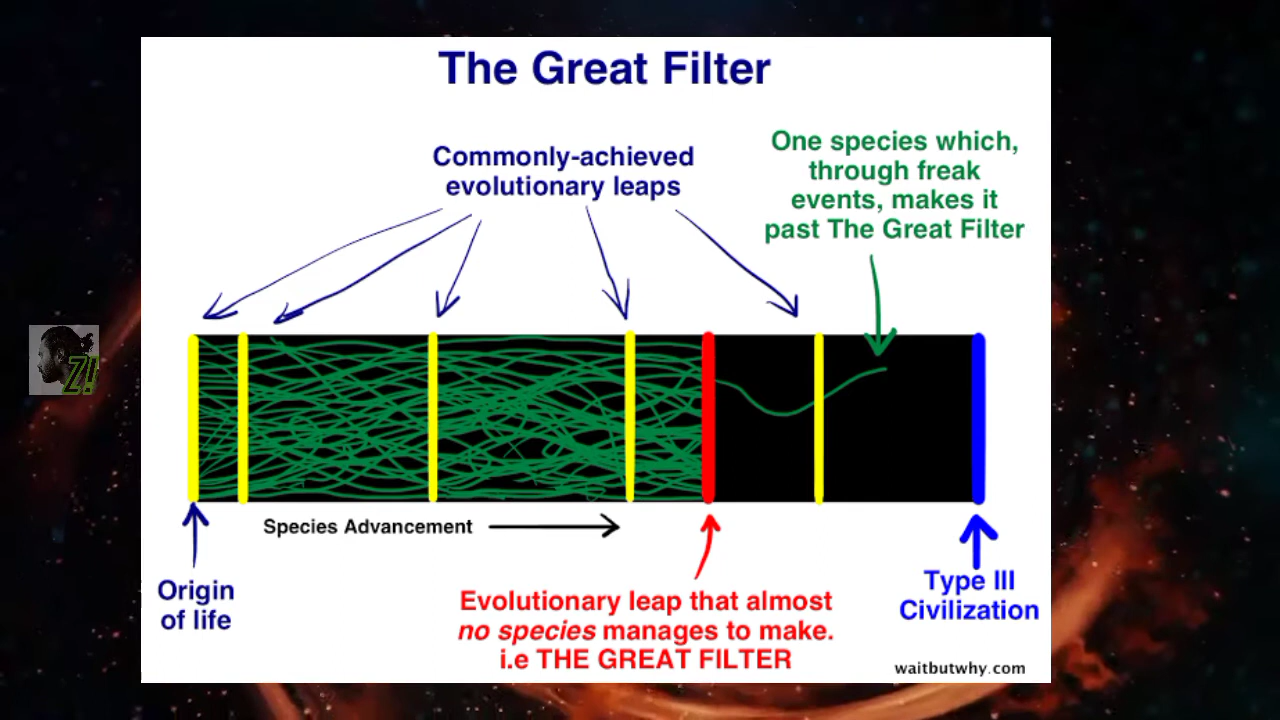 The Great Filter
Commonly-achieved
evolutionary leaps
One species which,
through freak
events, makes it
past The Great Filter
Species Advancement
Origin
of life
Evolutionary leap that almost
no species manages to make.
i.e THE GREAT FILTER
Type III
Civilization
waitbutwhy.com
Z!